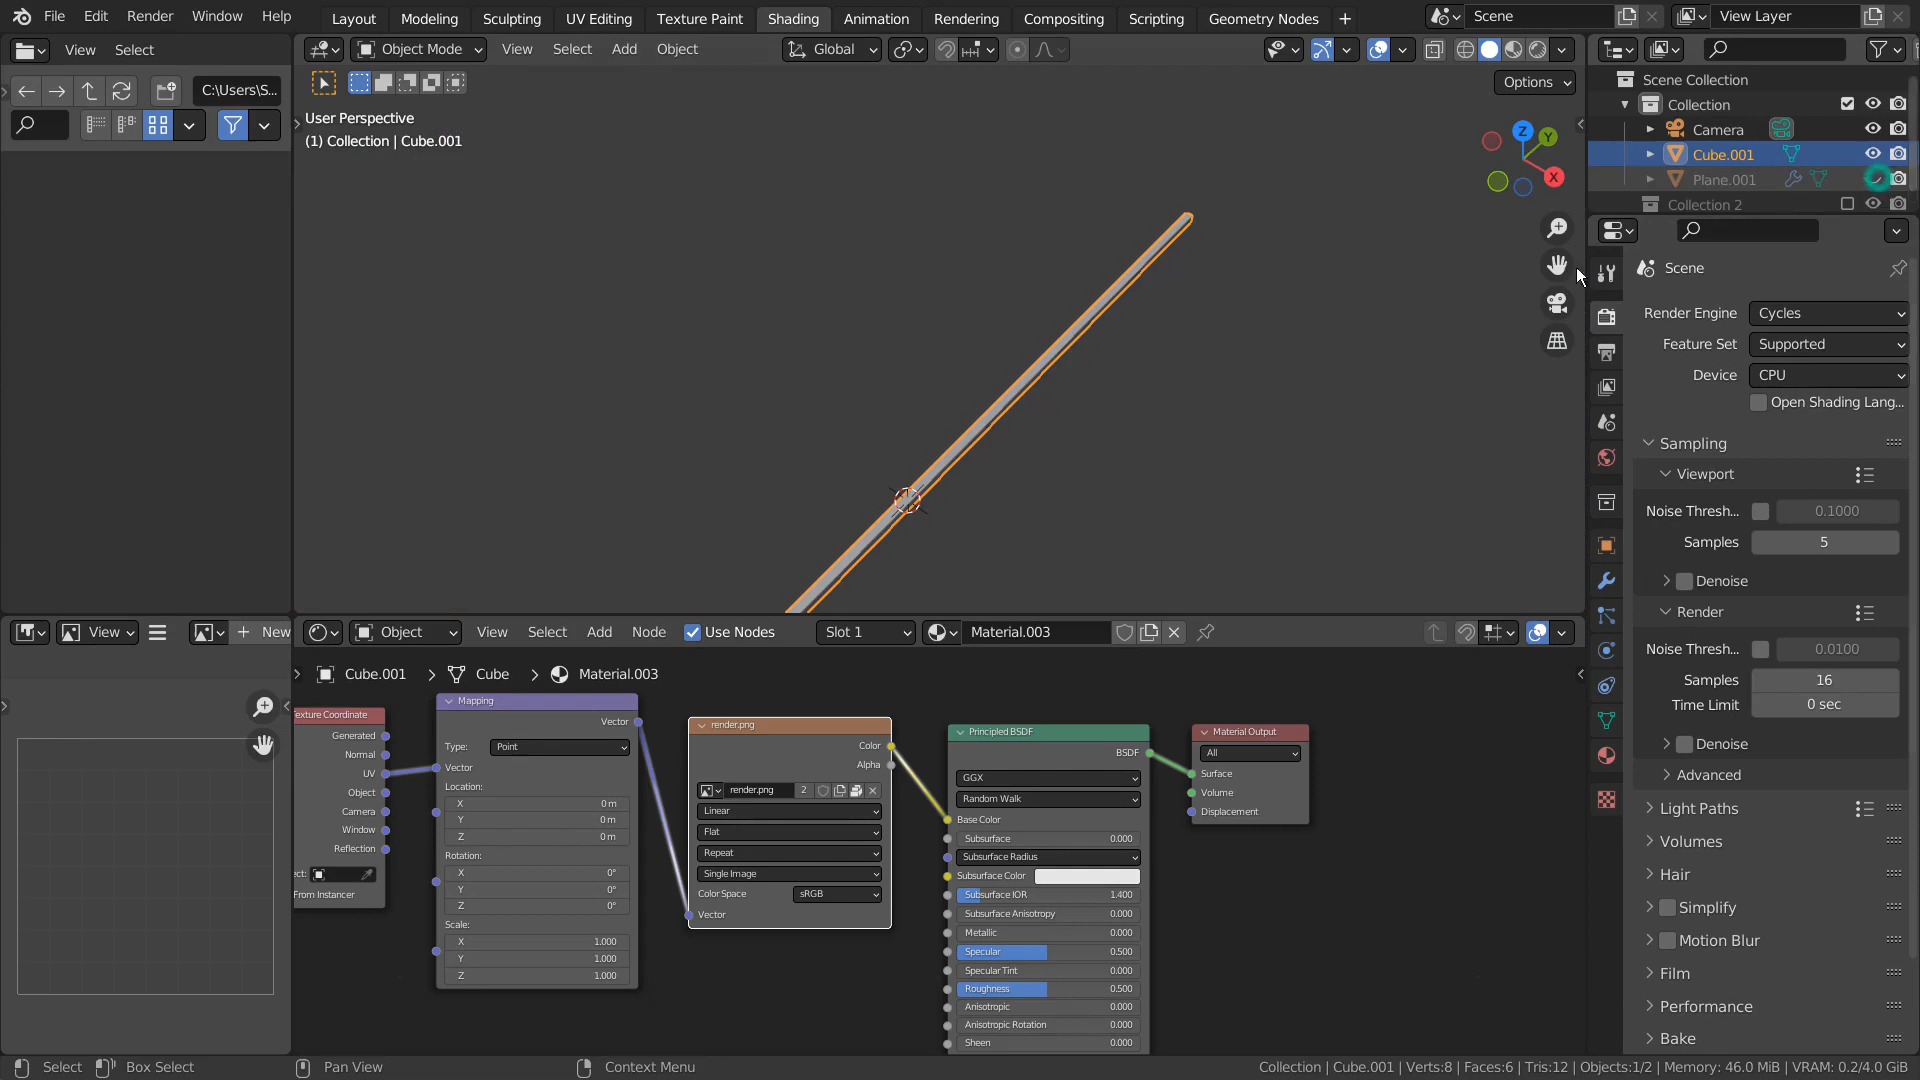 File Edit Render Window Help
Layout Modeling Sculpting UV Editing Texture Paint Shading Animation Rendering Compositing Scripting Geometry Nodes +
Scene
View Layer
View Select
Object Mode View Select Add Object
Global
C:\Users\S...
Options
User Perspective
(1) Collection | Cube.001
Z
Y
X
Scene Collection
Collection
Camera
Cube.001
Plane.001
Collection 2
Scene
Render Engine Cycles
Feature Set Supported
Device CPU
Open Shading Lang...
Sampling
Viewport
Noise Thresh... 0.1000
Samples 5
Denoise
Render
Noise Thresh... 0.0100
Samples 16
Time Limit 0 sec
Denoise
Advanced
Light Paths
Volumes
Hair
Simplify
Motion Blur
Film
Performance
Bake
View
+ New
Object View Select Add Node Use Nodes Slot 1 Material.003
Cube.001 > Cube > Material.003
Texture Coordinate
Generated
Normal
UV
Object
Camera
Window
Reflection
ect:
From Instancer
Mapping
Vector
Type: Point
Vector
Location:
X 0 m
Y 0 m
Z 0 m
Rotation:
X 0°
Y 0°
Z 0°
Scale:
X 1.000
Y 1.000
Z 1.000
render.png
Color
Alpha
render.png 2
Linear
Flat
Repeat
Single Image
Color Space sRGB
Vector
Principled BSDF
BSDF
GGX
Random Walk
Base Color
Subsurface 0.000
Subsurface Radius
Subsurface Color
Subsurface IOR 1.400
Subsurface Anisotropy 0.000
Metallic 0.000
Specular 0.500
Specular Tint 0.000
Roughness 0.500
Anisotropic 0.000
Anisotropic Rotation 0.000
Sheen 0.000
Material Output
All
Surface
Volume
Displacement
Select Box Select Pan View Context Menu
Collection | Cube.001 | Verts:8 | Faces:6 | Tris:12 | Objects:1/2 | Memory: 46.0 MiB | VRAM: 0.2/4.0 GiB